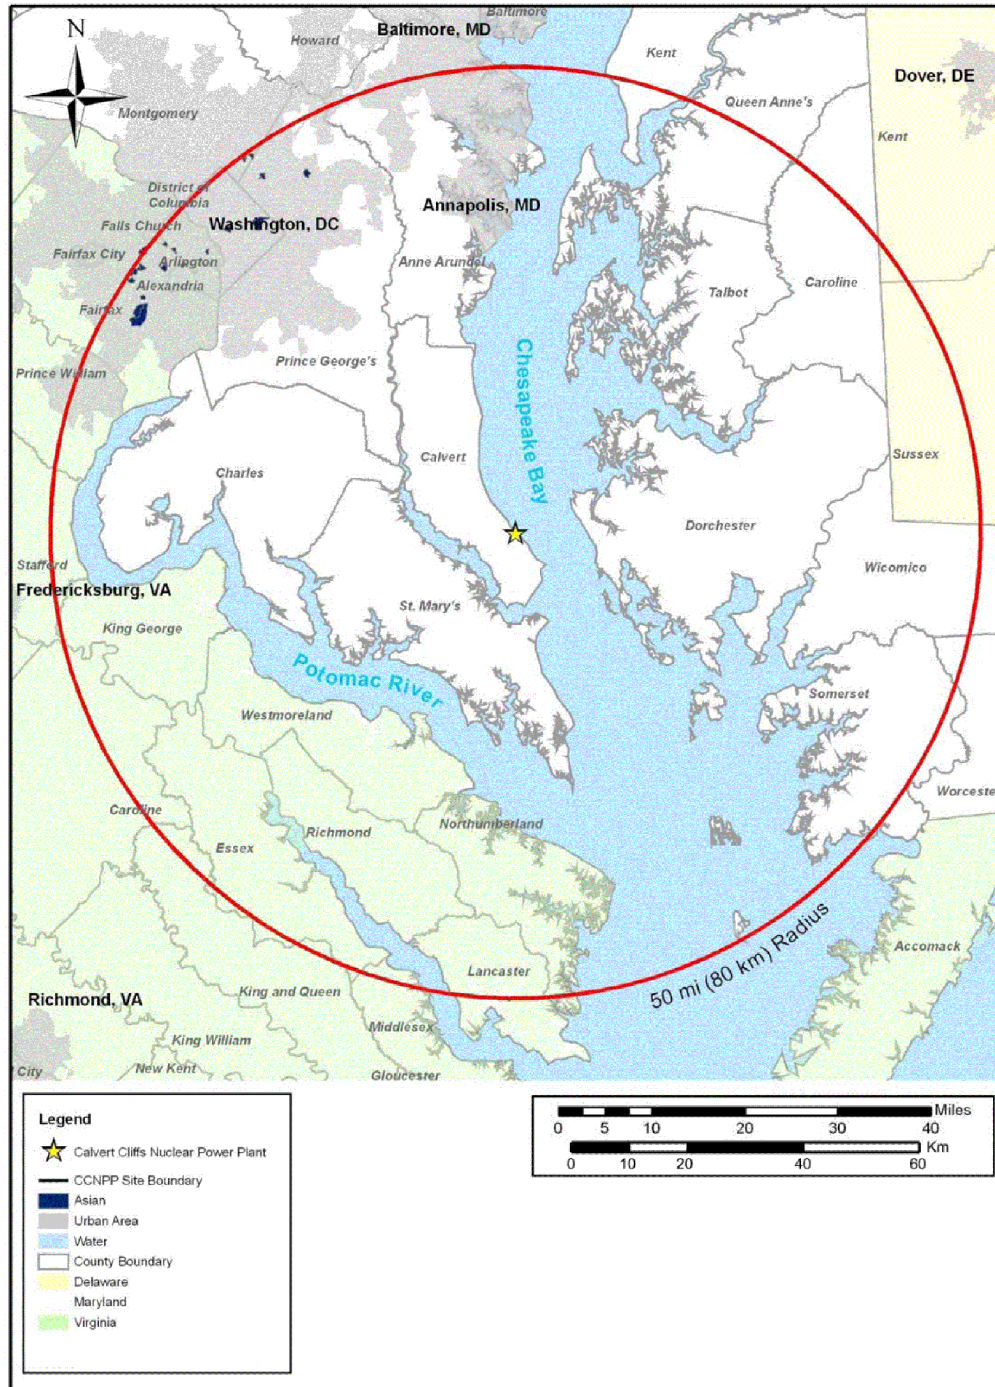 Baltimore
N
Baltimore, MD
Howard
Kent
Dover, DE
Queen Anne's
Montgomery
Kent
District of
Columbia
Annapolis, MD
Falls Church
Washington, DC
Fairfax City
Arlington
Anne Arundel
Caroline
Alexandria
Talbot
Fairfax
Prince George's
Prince William
Chesapeake Bay
Calvert
Sussex
Charles
Dorchester
Stafford
Wicomico
Fredericksburg, VA
St. Mary's
King George
Potomac River
Somerset
Westmoreland
Worceste
Caroline
Northumberland
Richmond
Essex
50 mi (80 km) Radius
Accomack
Lancaster
King and Queen
Richmond, VA
Middlesex
King William
New Kent
City
Gloucester
Legend
Calvert Cliffs Nuclear Power Plant
CCNPP Site Boundary
Asian
Urban Area
Water
County Boundary
Delaware
Maryland
Virginia
Miles
0 5 10 20 30 40
Km
0 10 20 40 60